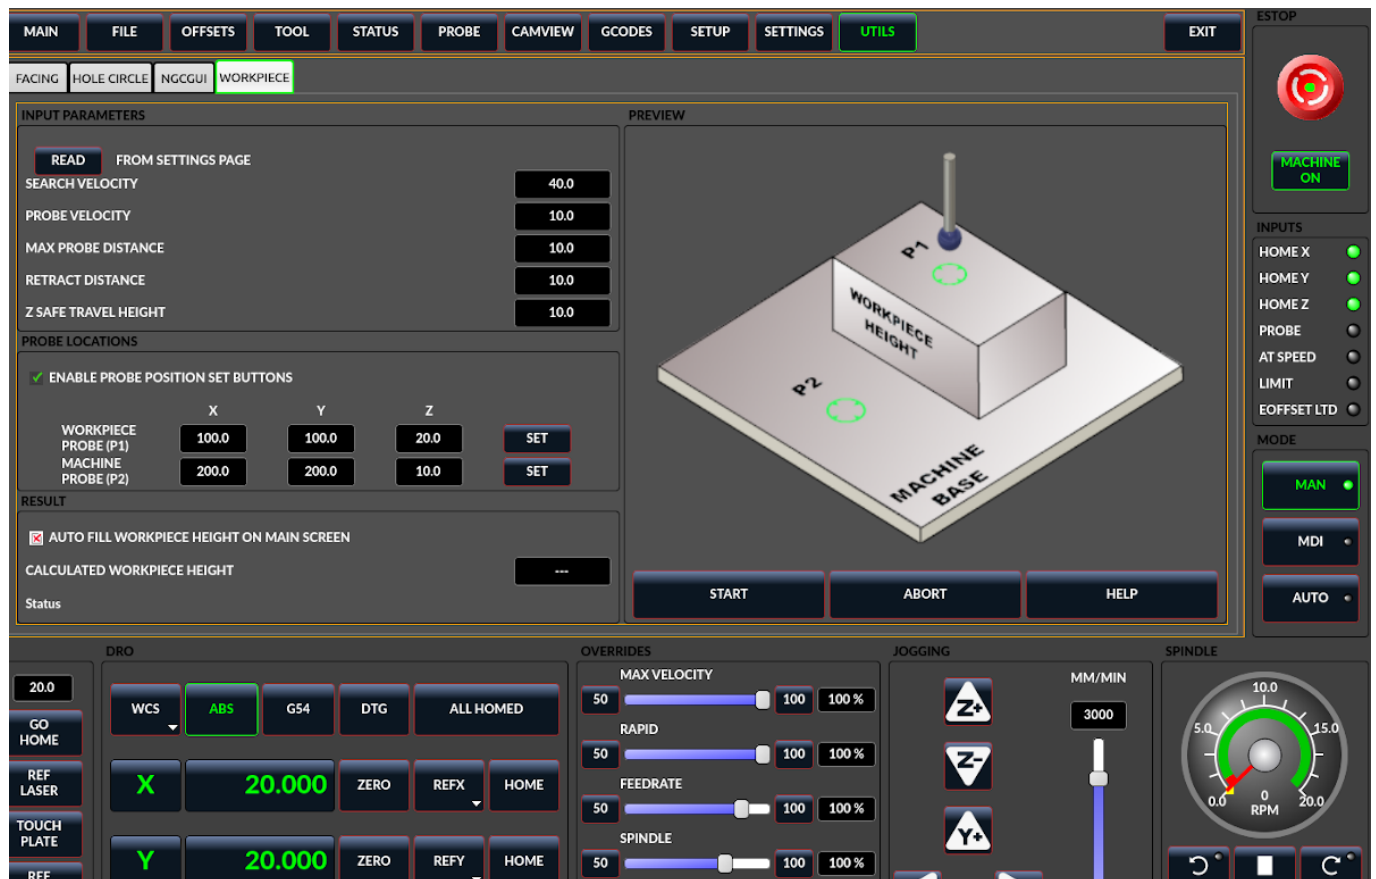 MAIN FILE OFFSETS TOOL STATUS PROBE CAMVIEW GCODES SETUP SETTINGS UTILS EXIT
FACING HOLE CIRCLE NGCGUI WORKPIECE
INPUT PARAMETERS
READ FROM SETTINGS PAGE
SEARCH VELOCITY 40.0
PROBE VELOCITY 10.0
MAX PROBE DISTANCE 10.0
RETRACT DISTANCE 10.0
Z SAFE TRAVEL HEIGHT 10.0
PROBE LOCATIONS
ENABLE PROBE POSITION SET BUTTONS
X Y Z
WORKPIECE
PROBE (P1) 100.0 100.0 20.0 SET
MACHINE
PROBE (P2) 200.0 200.0 10.0 SET
RESULT
AUTO FILL WORKPIECE HEIGHT ON MAIN SCREEN
CALCULATED WORKPIECE HEIGHT ---
Status
PREVIEW
P1
WORKPIECE
HEIGHT
P2
MACHINE
BASE
START ABORT HELP
ESTOP
MACHINE
ON
INPUTS
HOME X
HOME Y
HOME Z
PROBE
AT SPEED
LIMIT
EOFFSET LTD
MODE
MAN
MDI
AUTO
20.0
GO
HOME
REF
LASER
TOUCH
PLATE
REF
DRO
WCS ABS G54 DTG ALL HOMED
X 20.000 ZERO REFX HOME
Y 20.000 ZERO REFY HOME
OVERRIDES
MAX VELOCITY
50 100 100 %
RAPID
50 100 100 %
FEEDRATE
50 100 100 %
SPINDLE
50 100 100 %
JOGGING
Z+
Z-
Y+
MM/MIN
3000
SPINDLE
10.0
5.0 15.0
0.0 0 20.0
RPM